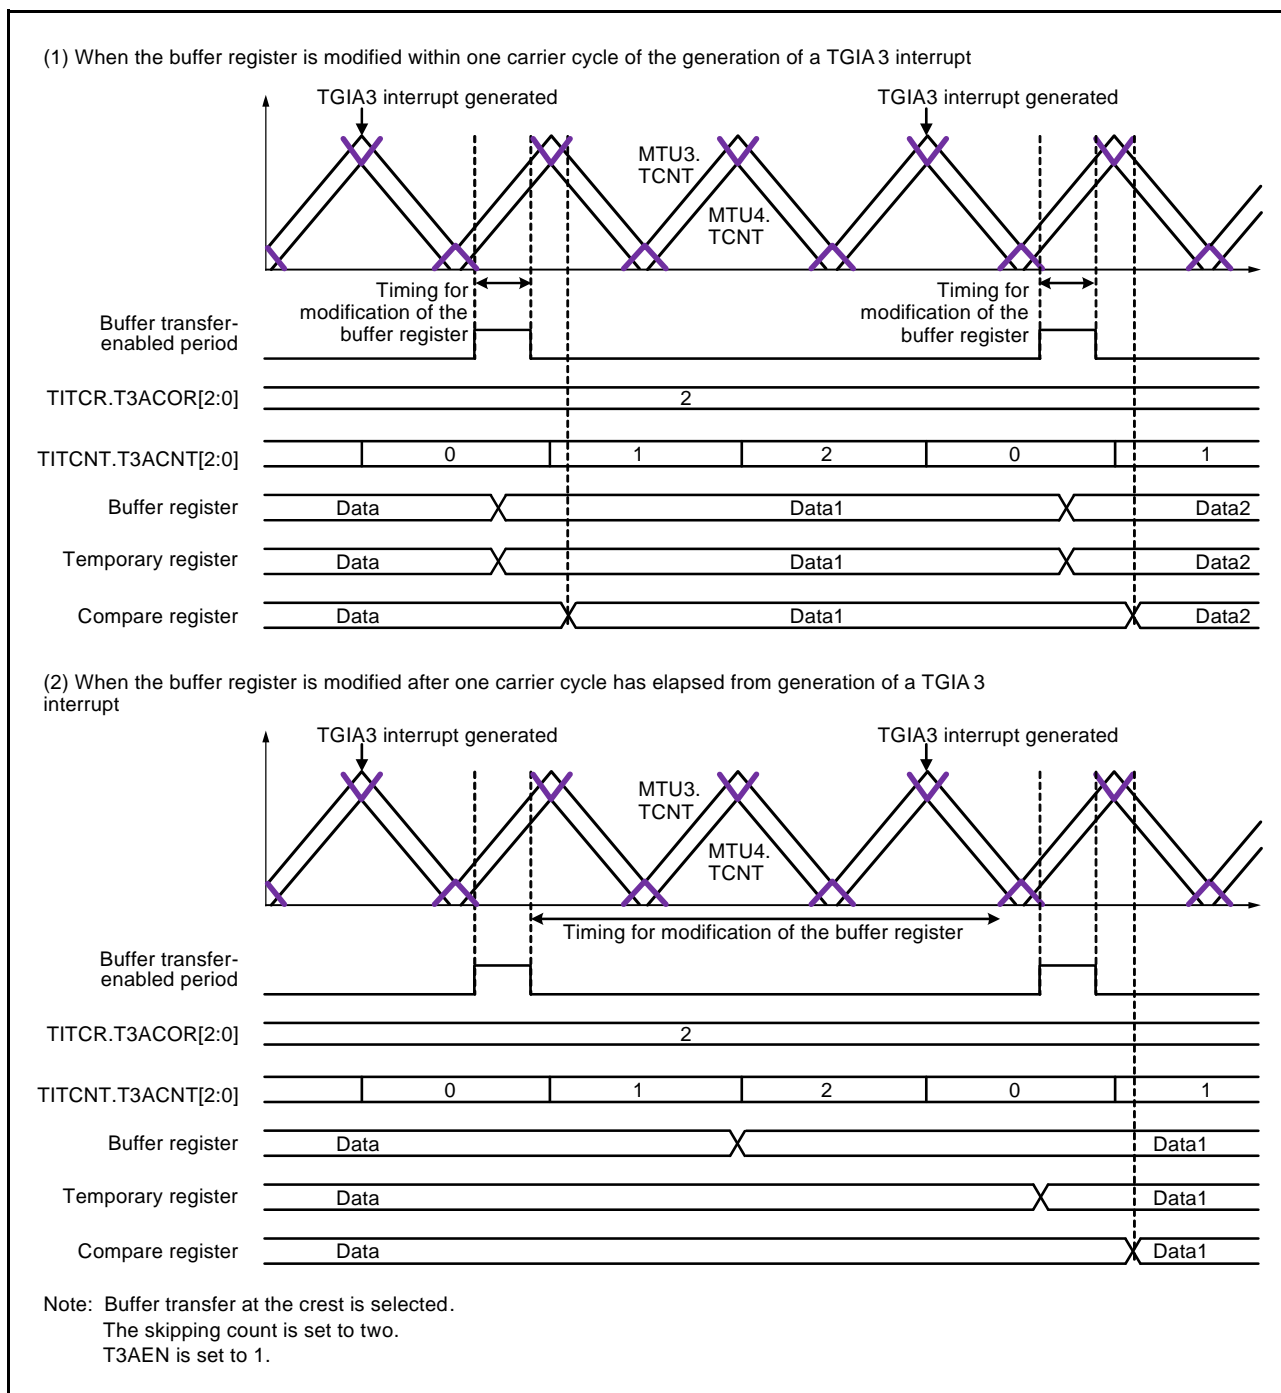 (1) When the buffer register is modified within one carrier cycle of the generation of a TGIA 3 interrupt
TGIA3 interrupt generated
TGIA3 interrupt generated
MTU3.
TCNT
MTU4.
TCNT
Timing for
modification of the
buffer register
Timing for
modification of the
buffer register
Buffer transfer-
enabled period
TITCR.T3ACOR[2:0]
2
TITCNT.T3ACNT[2:0]
0
1
2
0
1
Buffer register
Data
Data1
Data2
Temporary register
Data
Data1
Data2
Compare register
Data
Data1
Data2
(2) When the buffer register is modified after one carrier cycle has elapsed from generation of a TGIA 3
interrupt
TGIA3 interrupt generated
TGIA3 interrupt generated
MTU3.
TCNT
MTU4.
TCNT
Timing for modification of the buffer register
Buffer transfer-
enabled period
TITCR.T3ACOR[2:0]
2
TITCNT.T3ACNT[2:0]
0
1
2
0
1
Buffer register
Data
Data1
Temporary register
Data
Data1
Compare register
Data
Data1
Note: Buffer transfer at the crest is selected.
The skipping count is set to two.
T3AEN is set to 1.